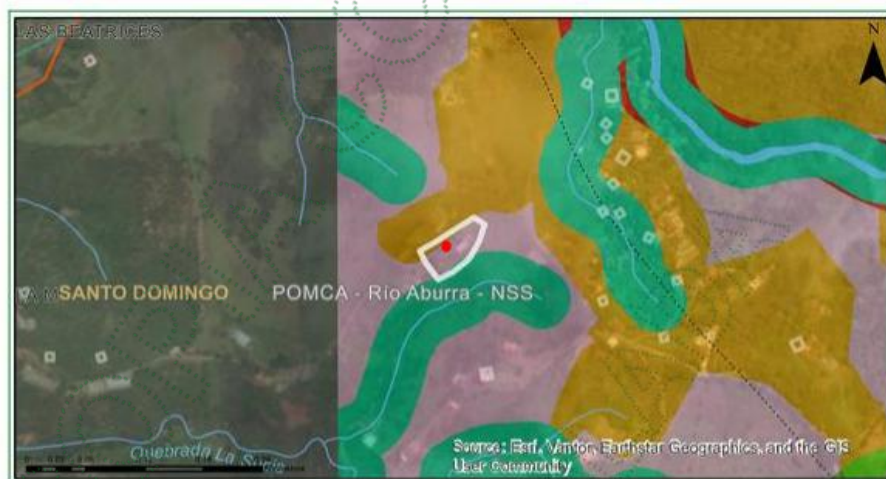 LAS BEATRICES
N
SANTO DOMINGO
POMCA - Río Aburra - NSS
Quebrada La
Source: Esri, Vantor, Earthstar Geographics, and the GIS
User Community